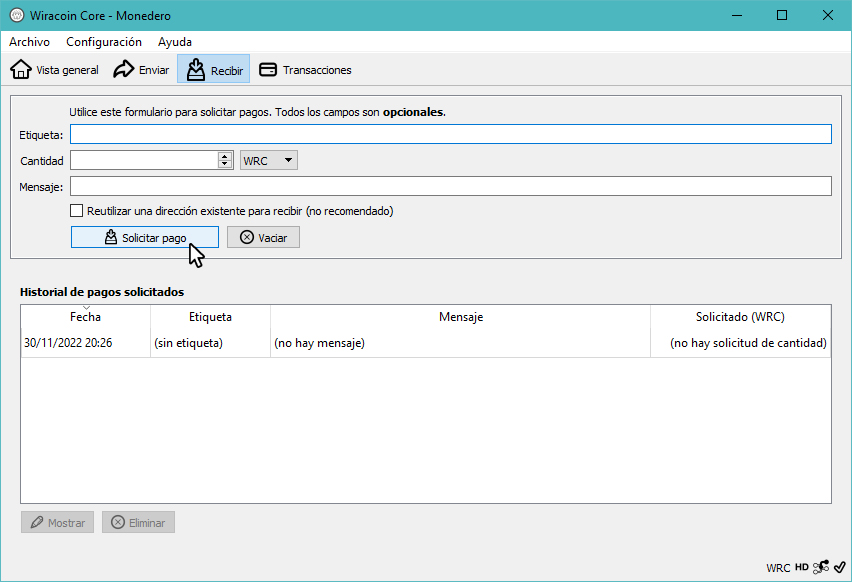 Wiracoin Core - Monedero
Archivo Configuración Ayuda
Vista general Enviar Recibir Transacciones
Utilice este formulario para solicitar pagos. Todos los campos son opcionales.
Etiqueta:
Cantidad WRC
Mensaje:
Reutilizar una dirección existente para recibir (no recomendado)
Solicitar pago Vaciar
Historial de pagos solicitados
Fecha Etiqueta Mensaje Solicitado (WRC)
30/11/2022 20:26 (sin etiqueta) (no hay mensaje) (no hay solicitud de cantidad)
Mostrar Eliminar
WRC HD